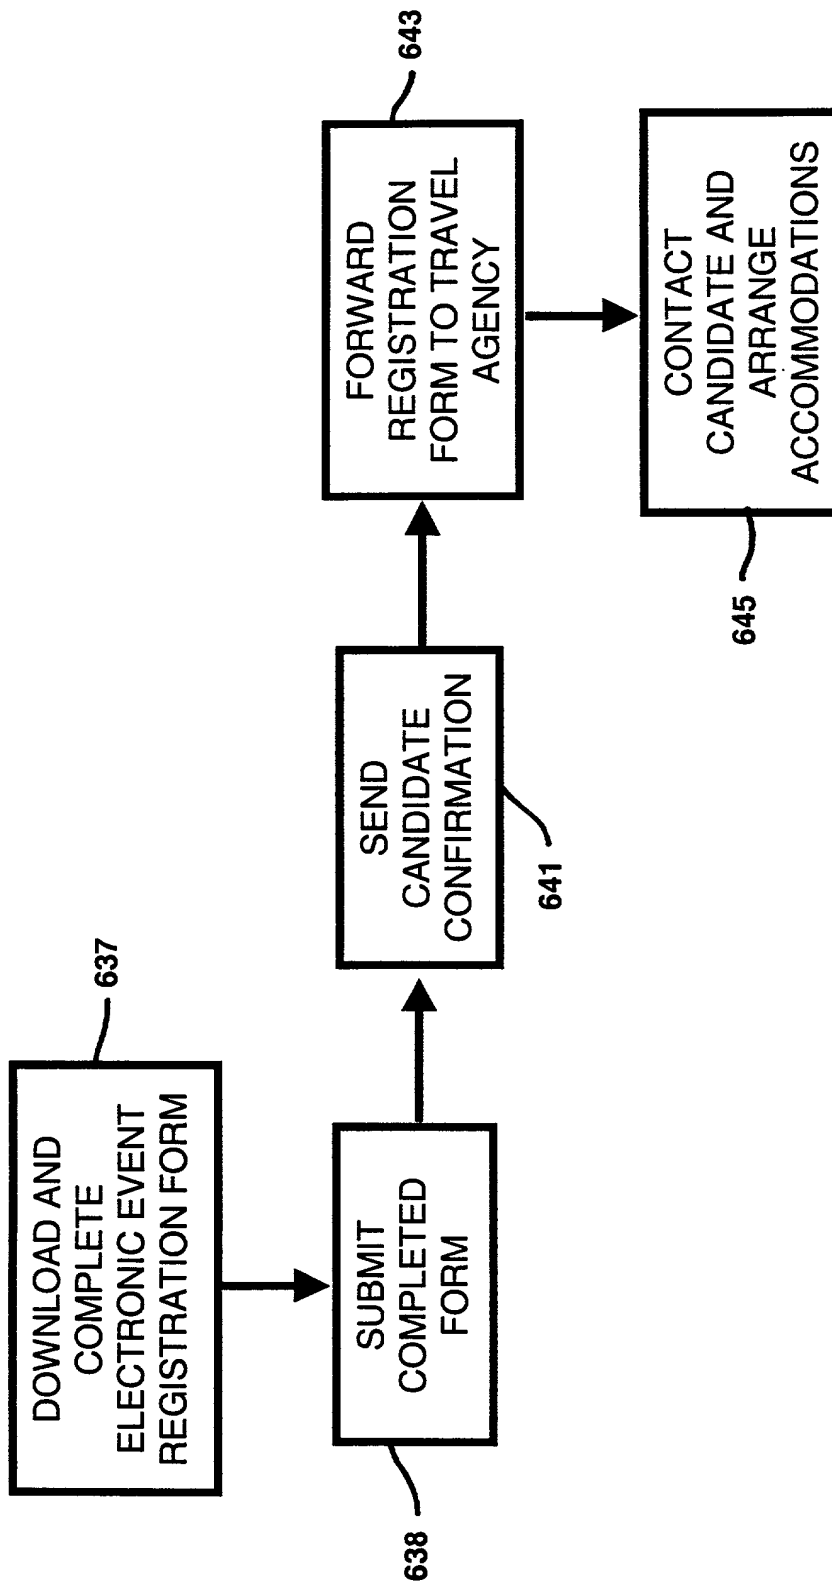 DOWNLOAD AND
COMPLETE
ELECTRONIC EVENT
REGISTRATION FORM
637
SUBMIT
COMPLETED
FORM
638
SEND
CANDIDATE
CONFIRMATION
641
FORWARD
REGISTRATION
FORM TO TRAVEL
AGENCY
643
CONTACT
CANDIDATE AND
ARRANGE
ACCOMMODATIONS
645